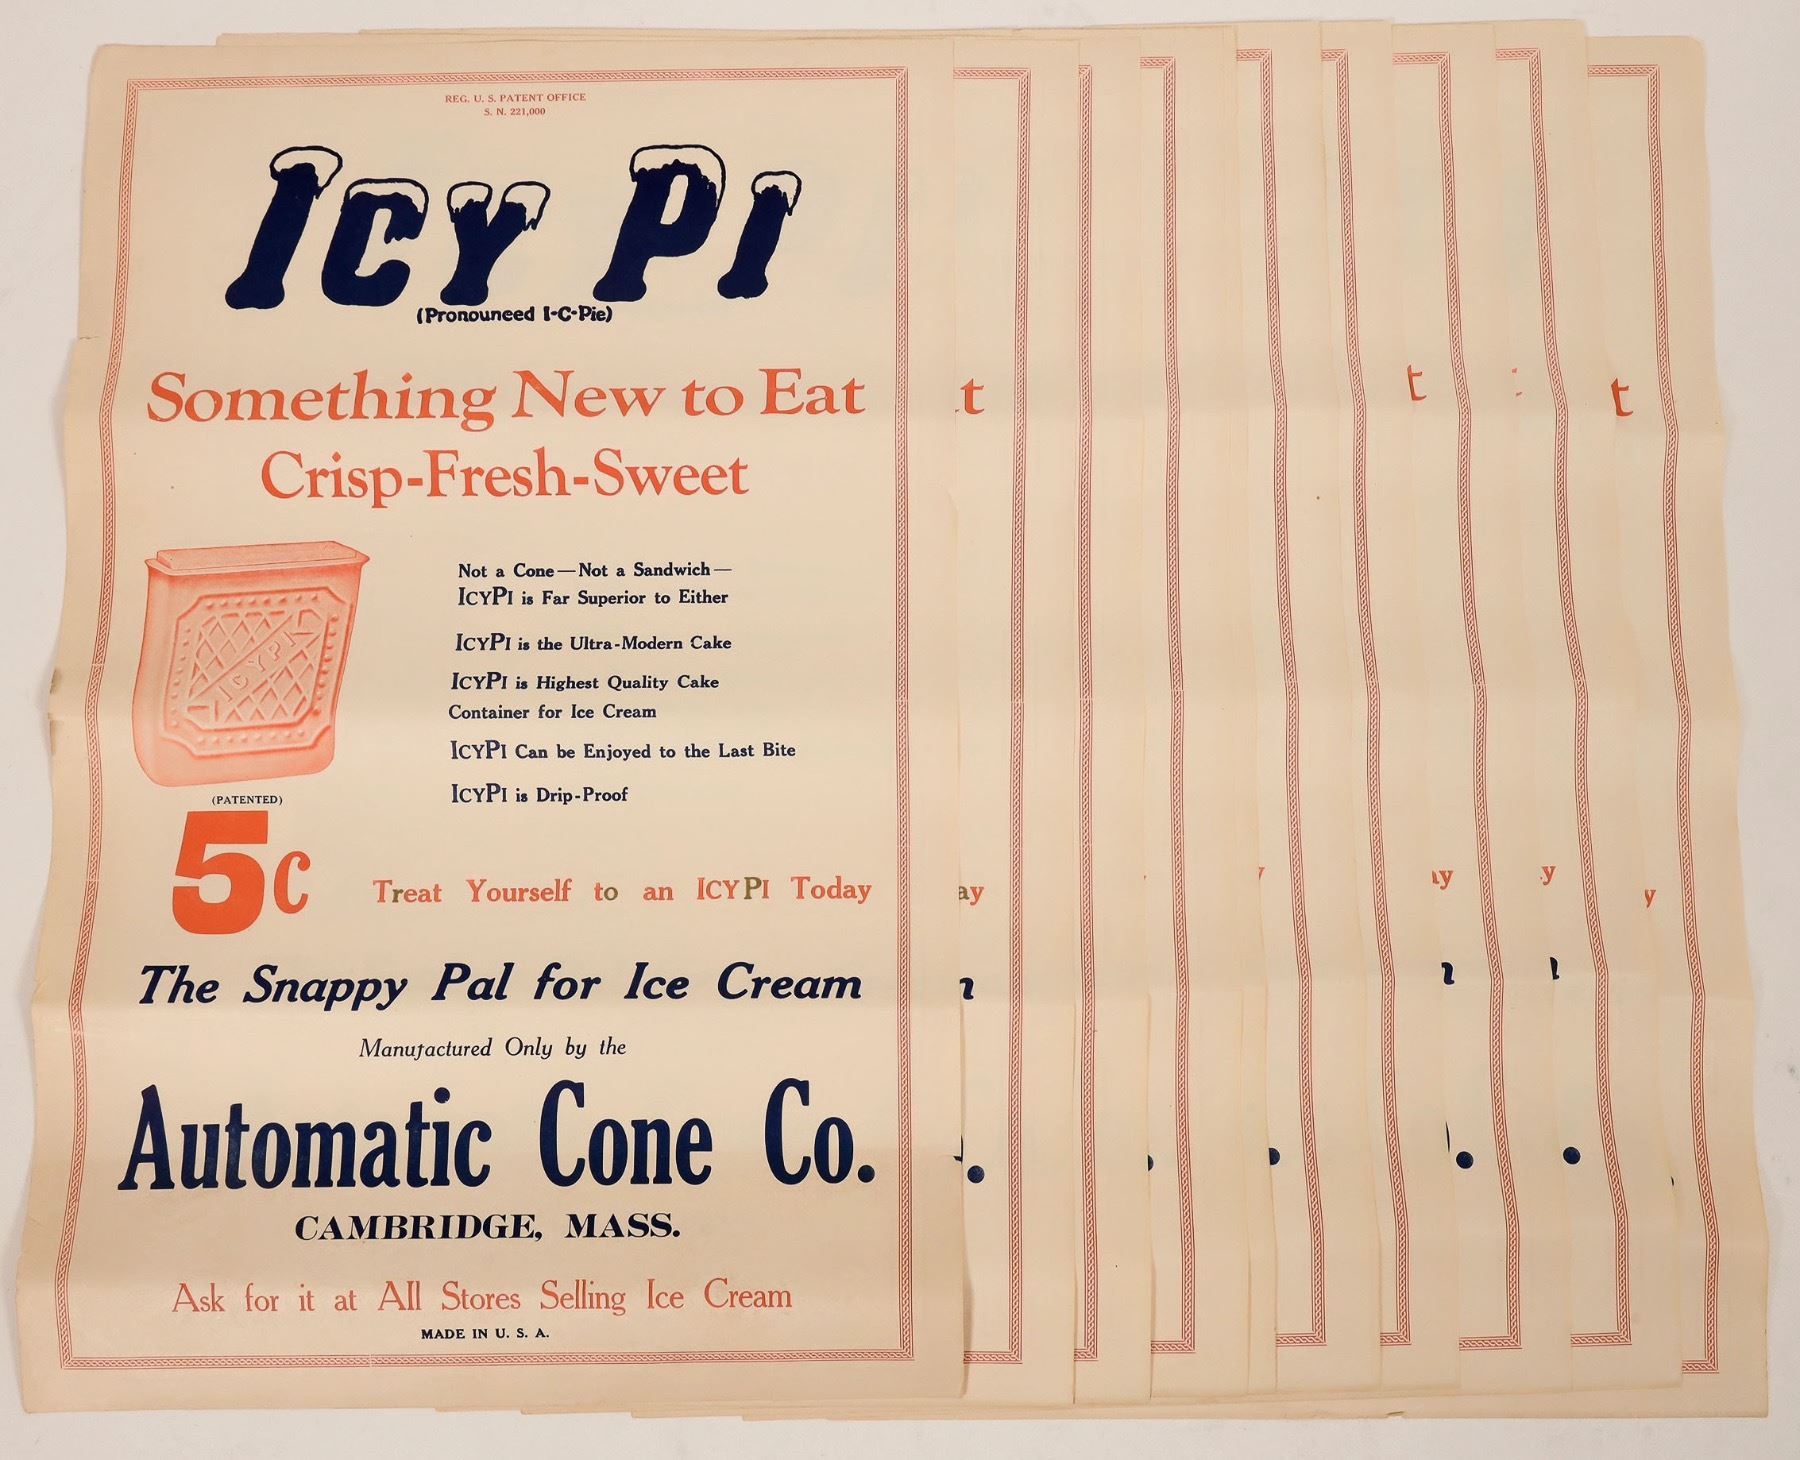 REG. U. S. PATENT OFFICE
S. N. 221,000
ICY PI
(Pronouneed I-C-Pie)
Something New to Eat
Crisp-Fresh-Sweet
ICYPI
Not a Cone—Not a Sandwich—
ICYPI is Far Superior to Either
ICYPI is the Ultra-Modern Cake
ICYPI is Highest Quality Cake
Container for Ice Cream
ICYPI Can be Enjoyed to the Last Bite
ICYPI is Drip-Proof
(PATENTED)
5c
Treat Yourself to an ICYPI Today
The Snappy Pal for Ice Cream
Manufactured Only by the
Automatic Cone Co.
CAMBRIDGE, MASS.
Ask for it at All Stores Selling Ice Cream
MADE IN U. S. A.